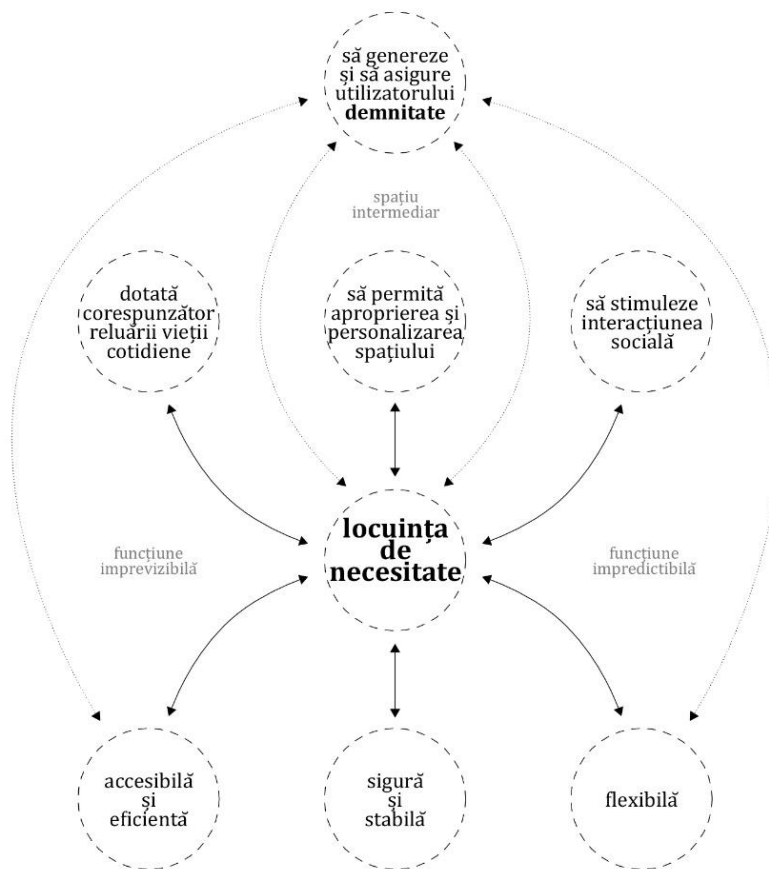 să genereze
și să asigure
utilizatorului
demnitate
spațiu
intermediar
dotată
corespunzător
reluării vieții
cotidiene
să permită
aproprierea și
personalizarea
spațiului
să stimuleze
interacțiunea
socială
locuința
de
necesitate
funcțiune
imprevizibilă
funcțiune
impredictibilă
accesibilă
și
eficientă
sigură
și
stabilă
flexibilă